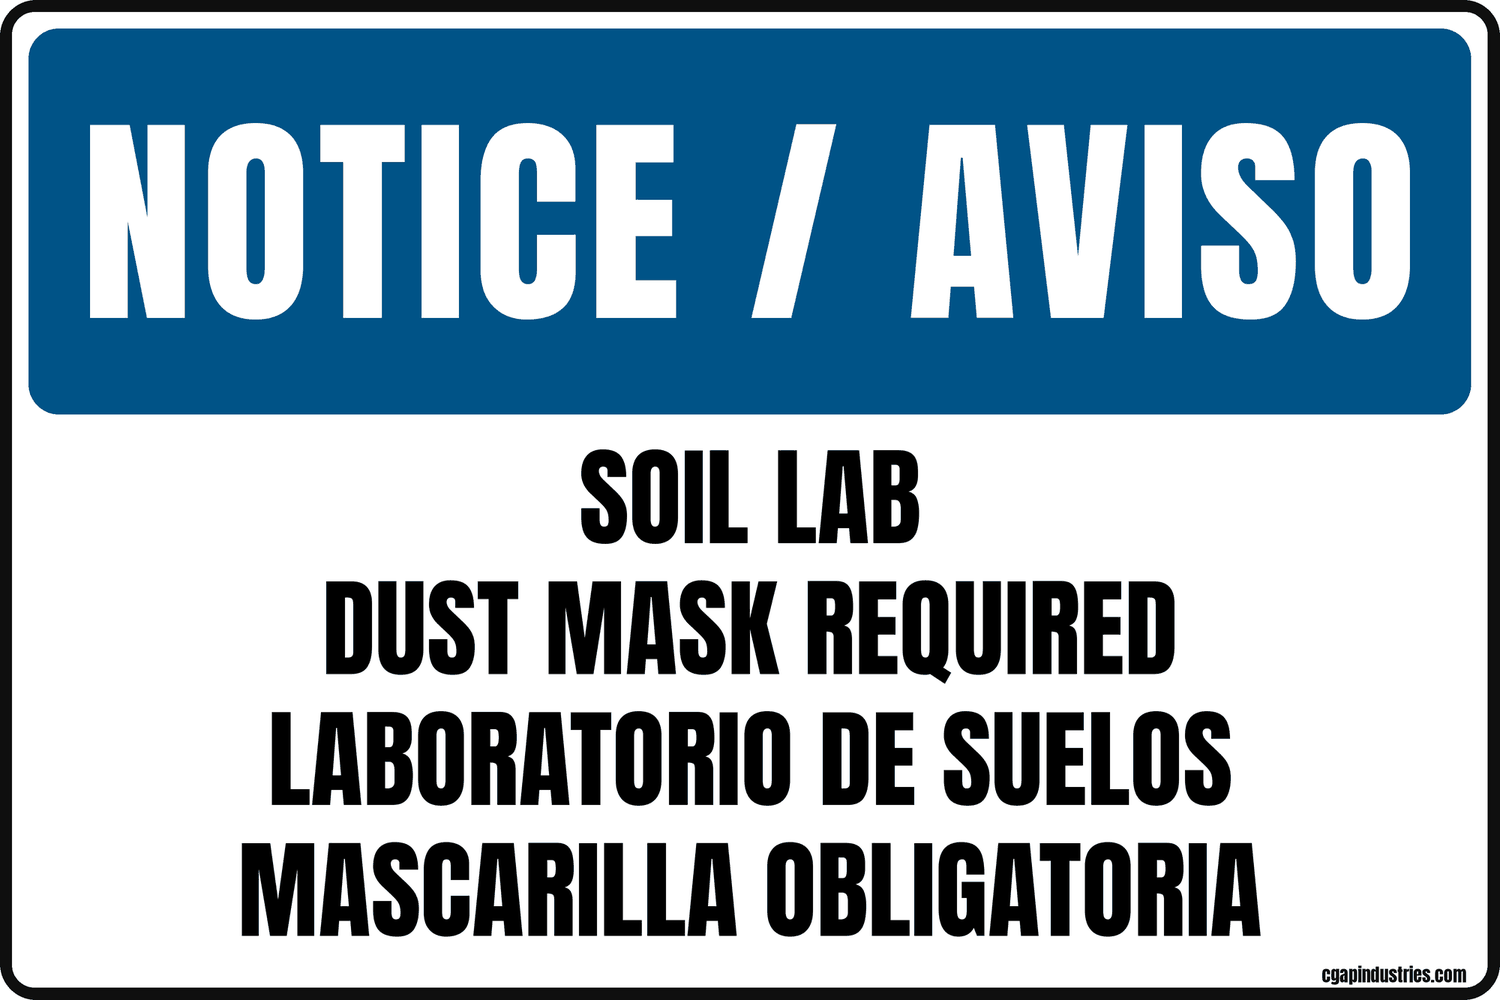 NOTICE / AVISO
SOIL LAB
DUST MASK REQUIRED
LABORATORIO DE SUELOS
MASCARILLA OBLIGATORIA
cgapindustries.com